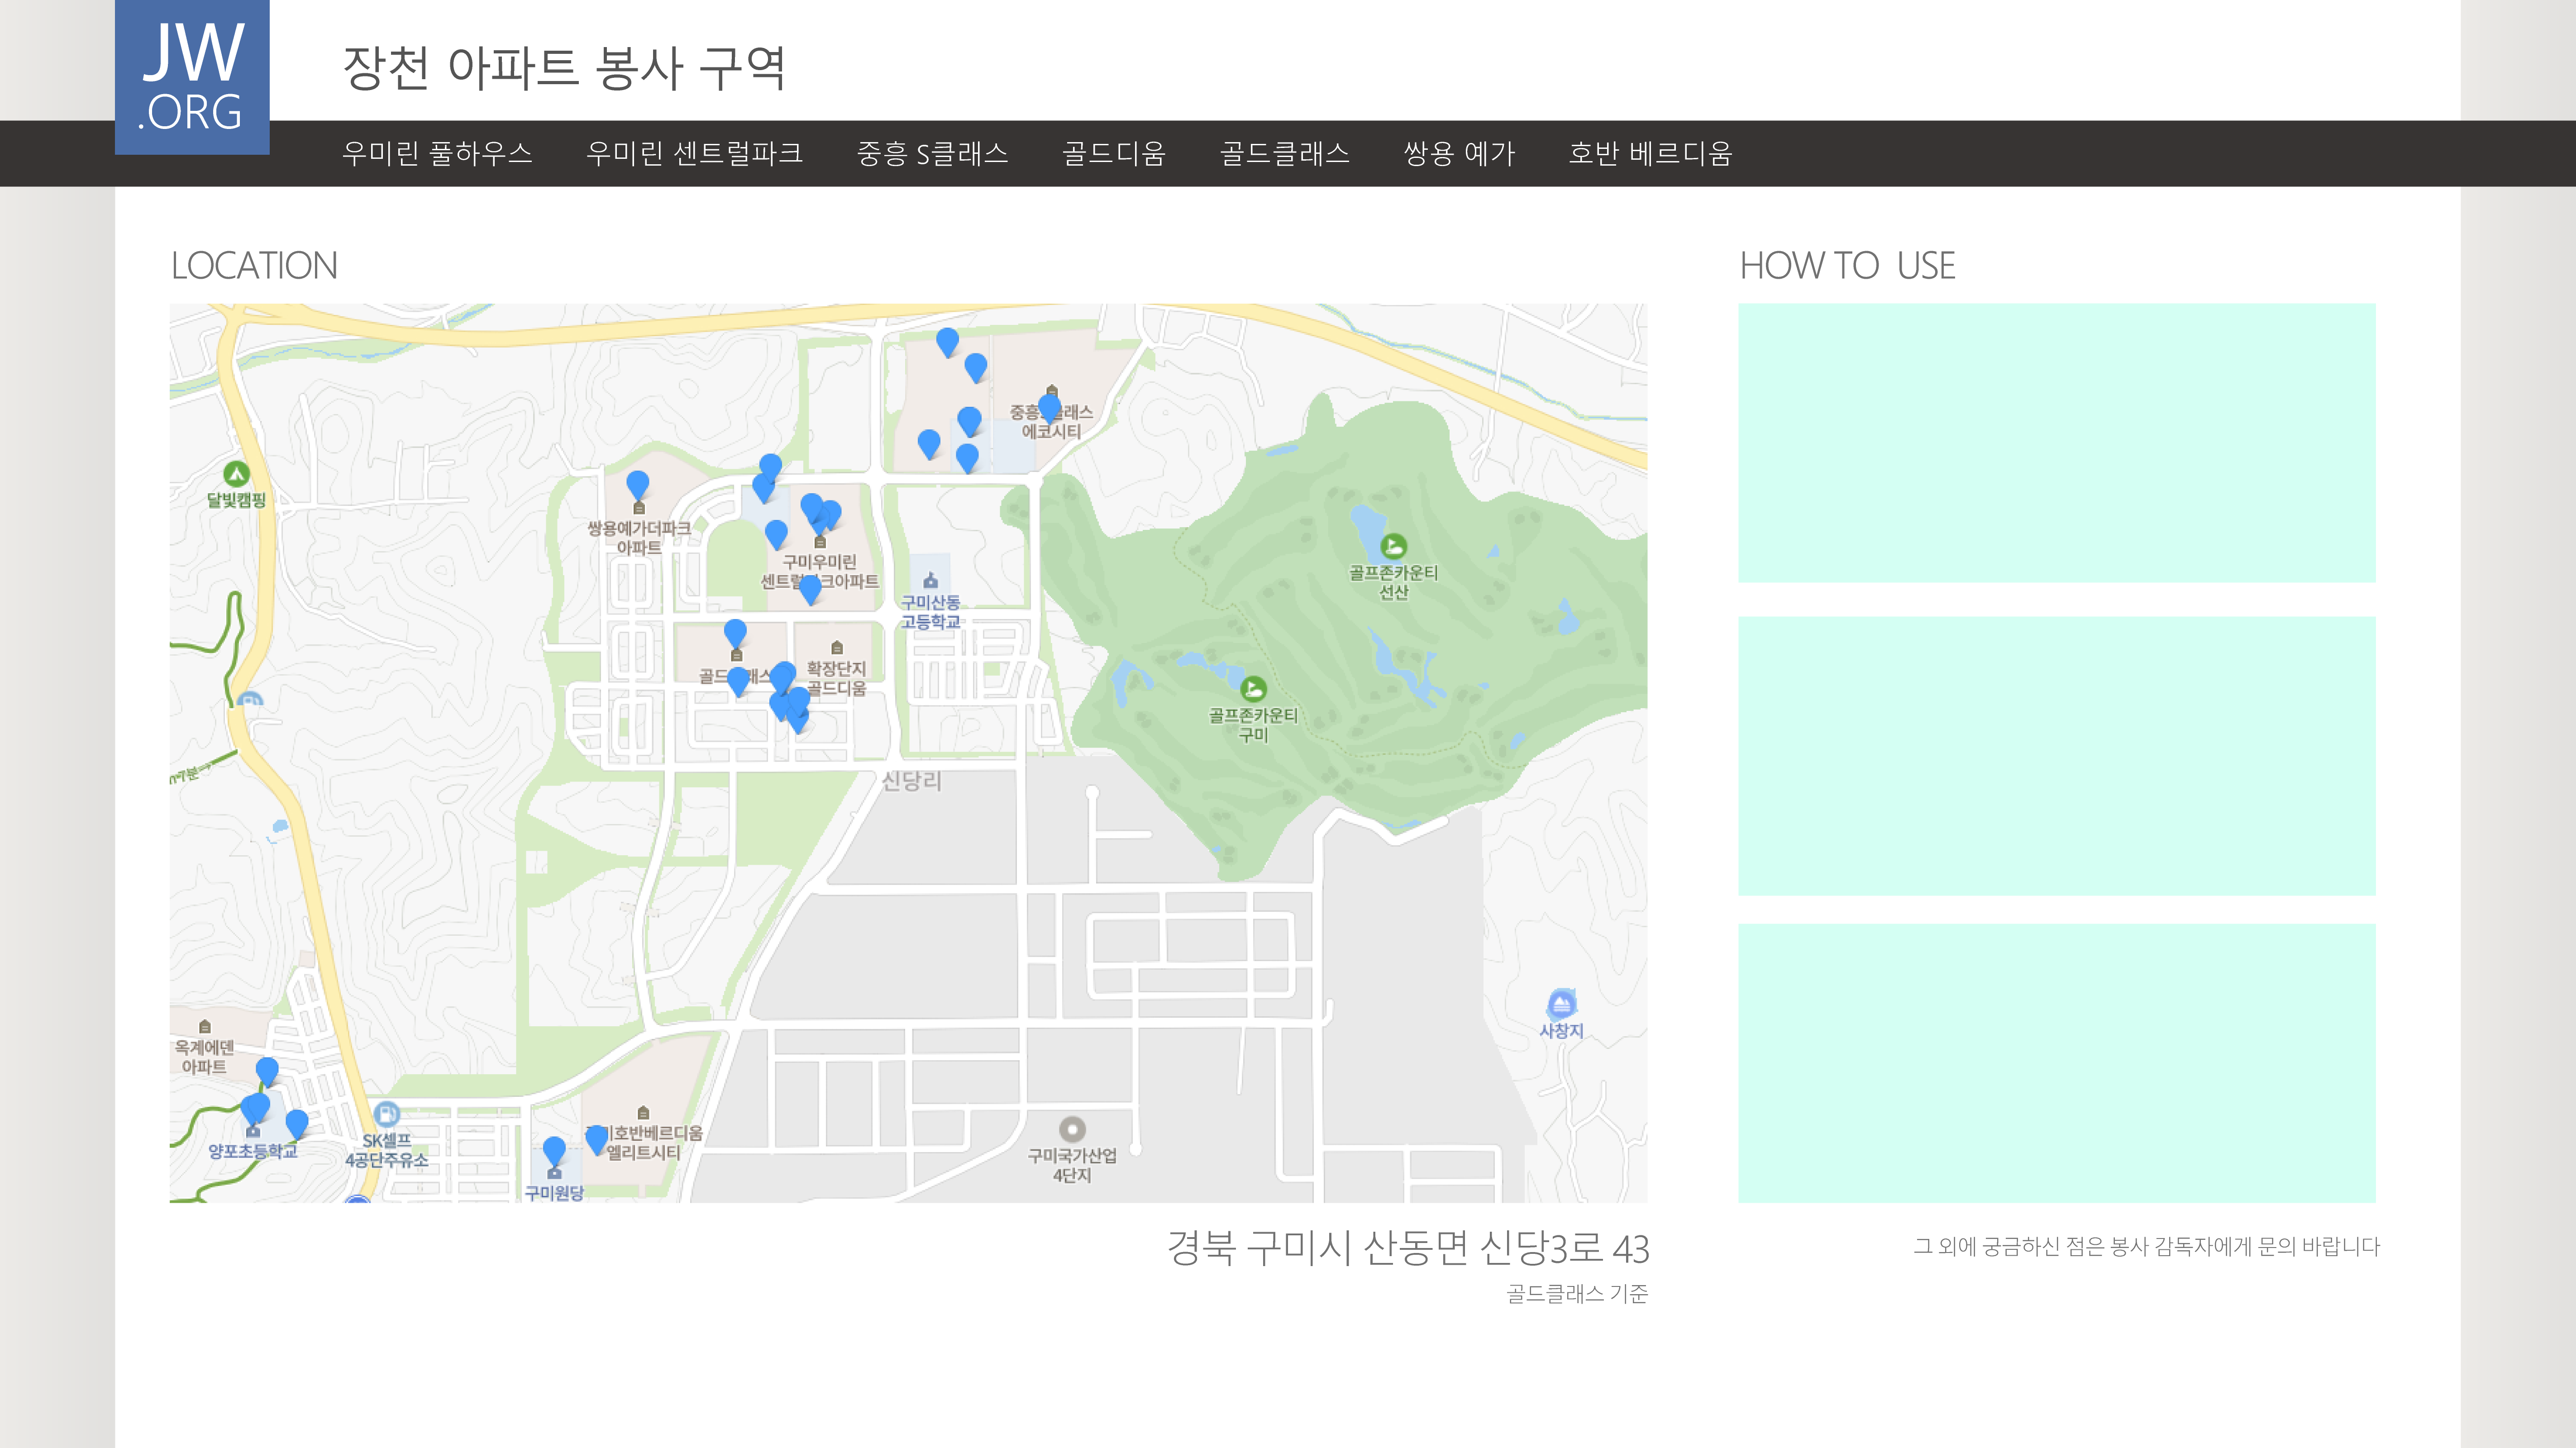 JW
.ORG
장천 아파트 봉사 구역
우미린 풀하우스
우미린 센트럴파크
중흥 S클래스
골드디움
골드클래스
쌍용 예가
호반 베르디움
LOCATION
HOW TO USE
중흥 클래스
에코시티
달빛캠핑
쌍용예가더파크
아파트
구미우미린
센트럴 크아파트
구미산동
고등학교
골프존카운티
선산
골드 래스
확장단지
골드디움
골프존카운티
구미
신당리
사창지
옥계에덴
아파트
양포초등학교
SK셀프
4공단주유소
호반베르디움
엘리트시티
구미원당
구미국가산업
4단지
경북 구미시 산동면 신당3로 43
골드클래스 기준
그 외에 궁금하신 점은 봉사 감독자에게 문의 바랍니다